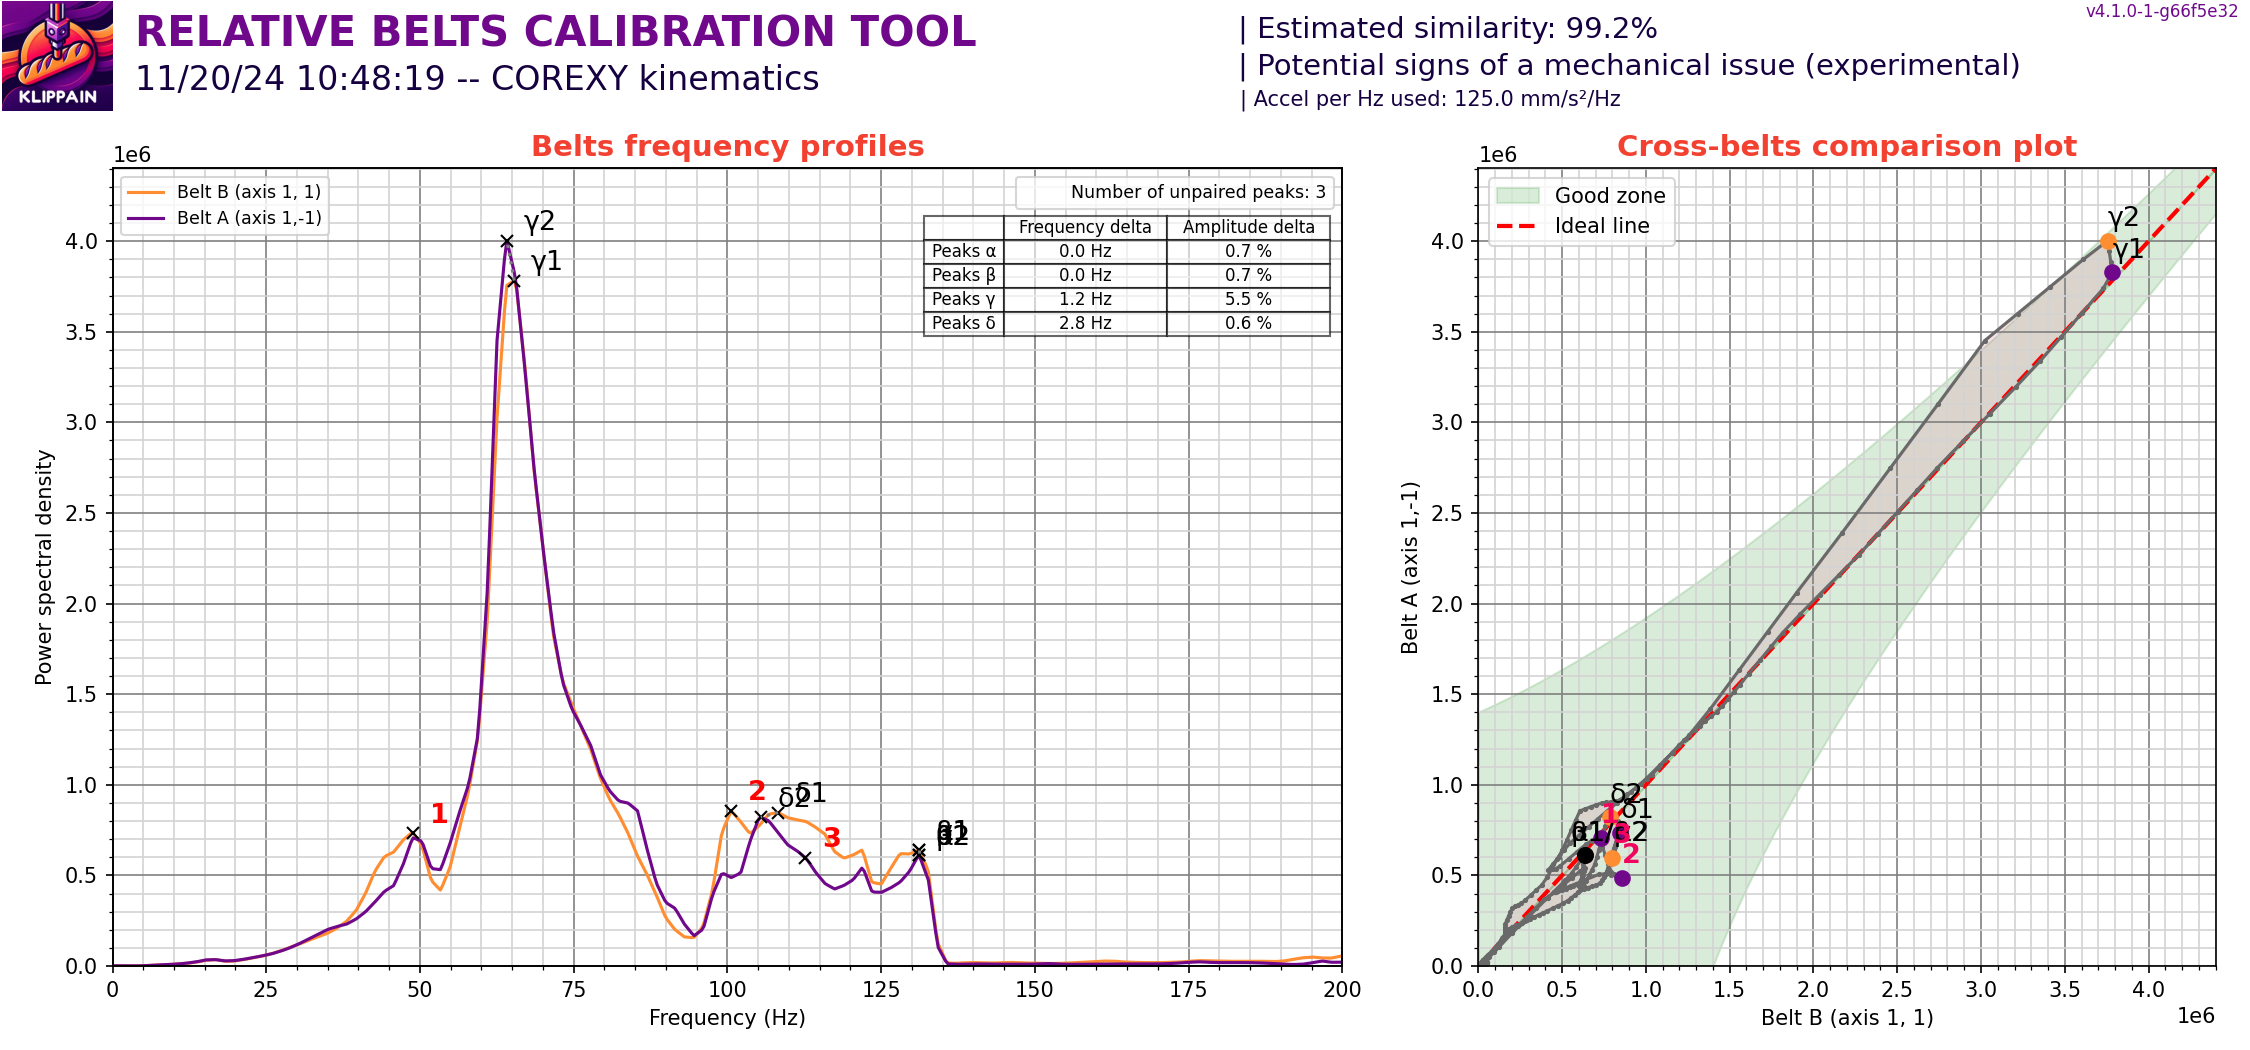 KLIPPAIN
RELATIVE BELTS CALIBRATION TOOL
11/20/24 10:48:19 -- COREXY kinematics
| Estimated similarity: 99.2%
| Potential signs of a mechanical issue (experimental)
| Accel per Hz used: 125.0 mm/s²/Hz
v4.1.0-1-g66f5e32
Belts frequency profiles
1e6
Belt B (axis 1, 1)
Belt A (axis 1,-1)
Number of unpaired peaks: 3
Frequency delta Amplitude delta
Peaks α 0.0 Hz 0.7 %
Peaks β 0.0 Hz 0.7 %
Peaks γ 1.2 Hz 5.5 %
Peaks δ 2.8 Hz 0.6 %
γ2
γ1
1
2
δ2
δ1
3
4.0
3.5
3.0
2.5
2.0
1.5
1.0
0.5
0.0
Power spectral density
0 25 50 75 100 125 150 175 200
Frequency (Hz)
Cross-belts comparison plot
1e6
Good zone
Ideal line
γ2
γ1
δ2
δ1
1
2
4.0
3.5
3.0
2.5
2.0
1.5
1.0
0.5
0.0
Belt A (axis 1,-1)
0.0 0.5 1.0 1.5 2.0 2.5 3.0 3.5 4.0
Belt B (axis 1, 1)
1e6